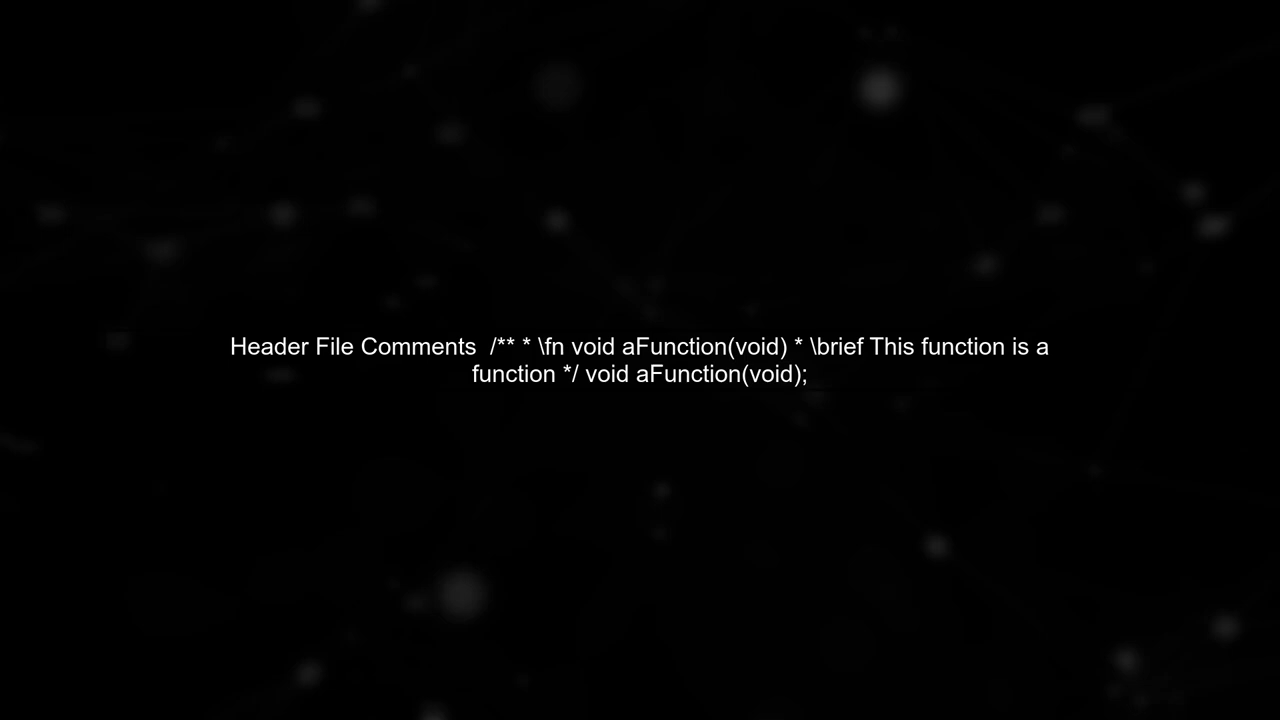 Header File Comments  /** * \fn void aFunction(void) * \brief This function is a
function */ void aFunction(void);